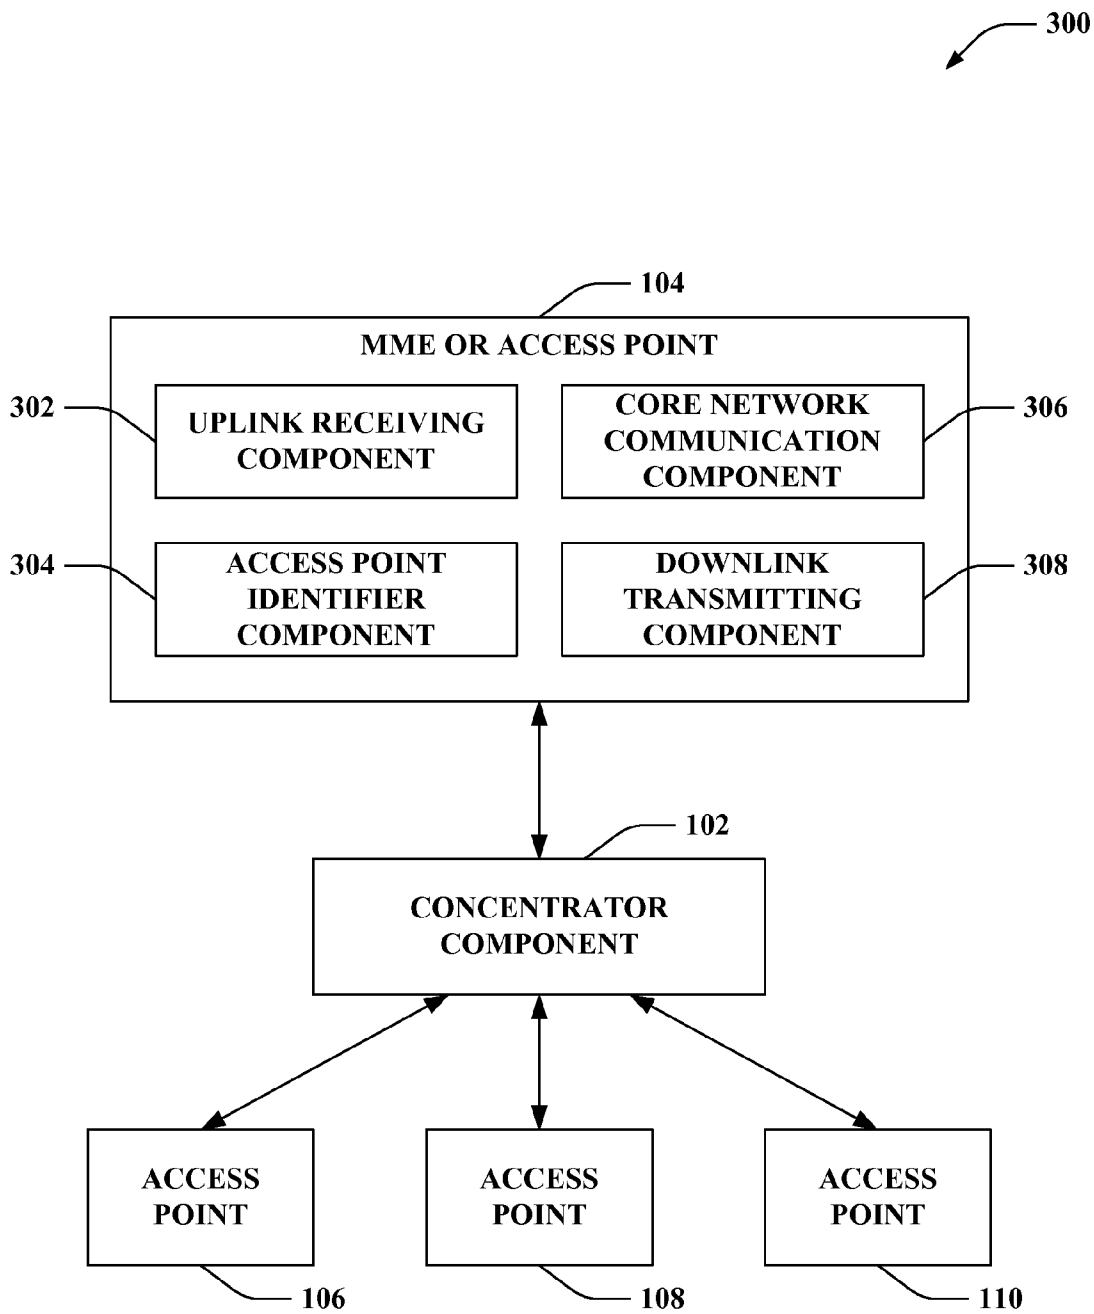 300
104
MME OR ACCESS POINT
302
UPLINK RECEIVING
COMPONENT
CORE NETWORK
COMMUNICATION
COMPONENT
306
304
ACCESS POINT
IDENTIFIER
COMPONENT
DOWNLINK
TRANSMITTING
COMPONENT
308
102
CONCENTRATOR
COMPONENT
ACCESS
POINT
ACCESS
POINT
ACCESS
POINT
106
108
110